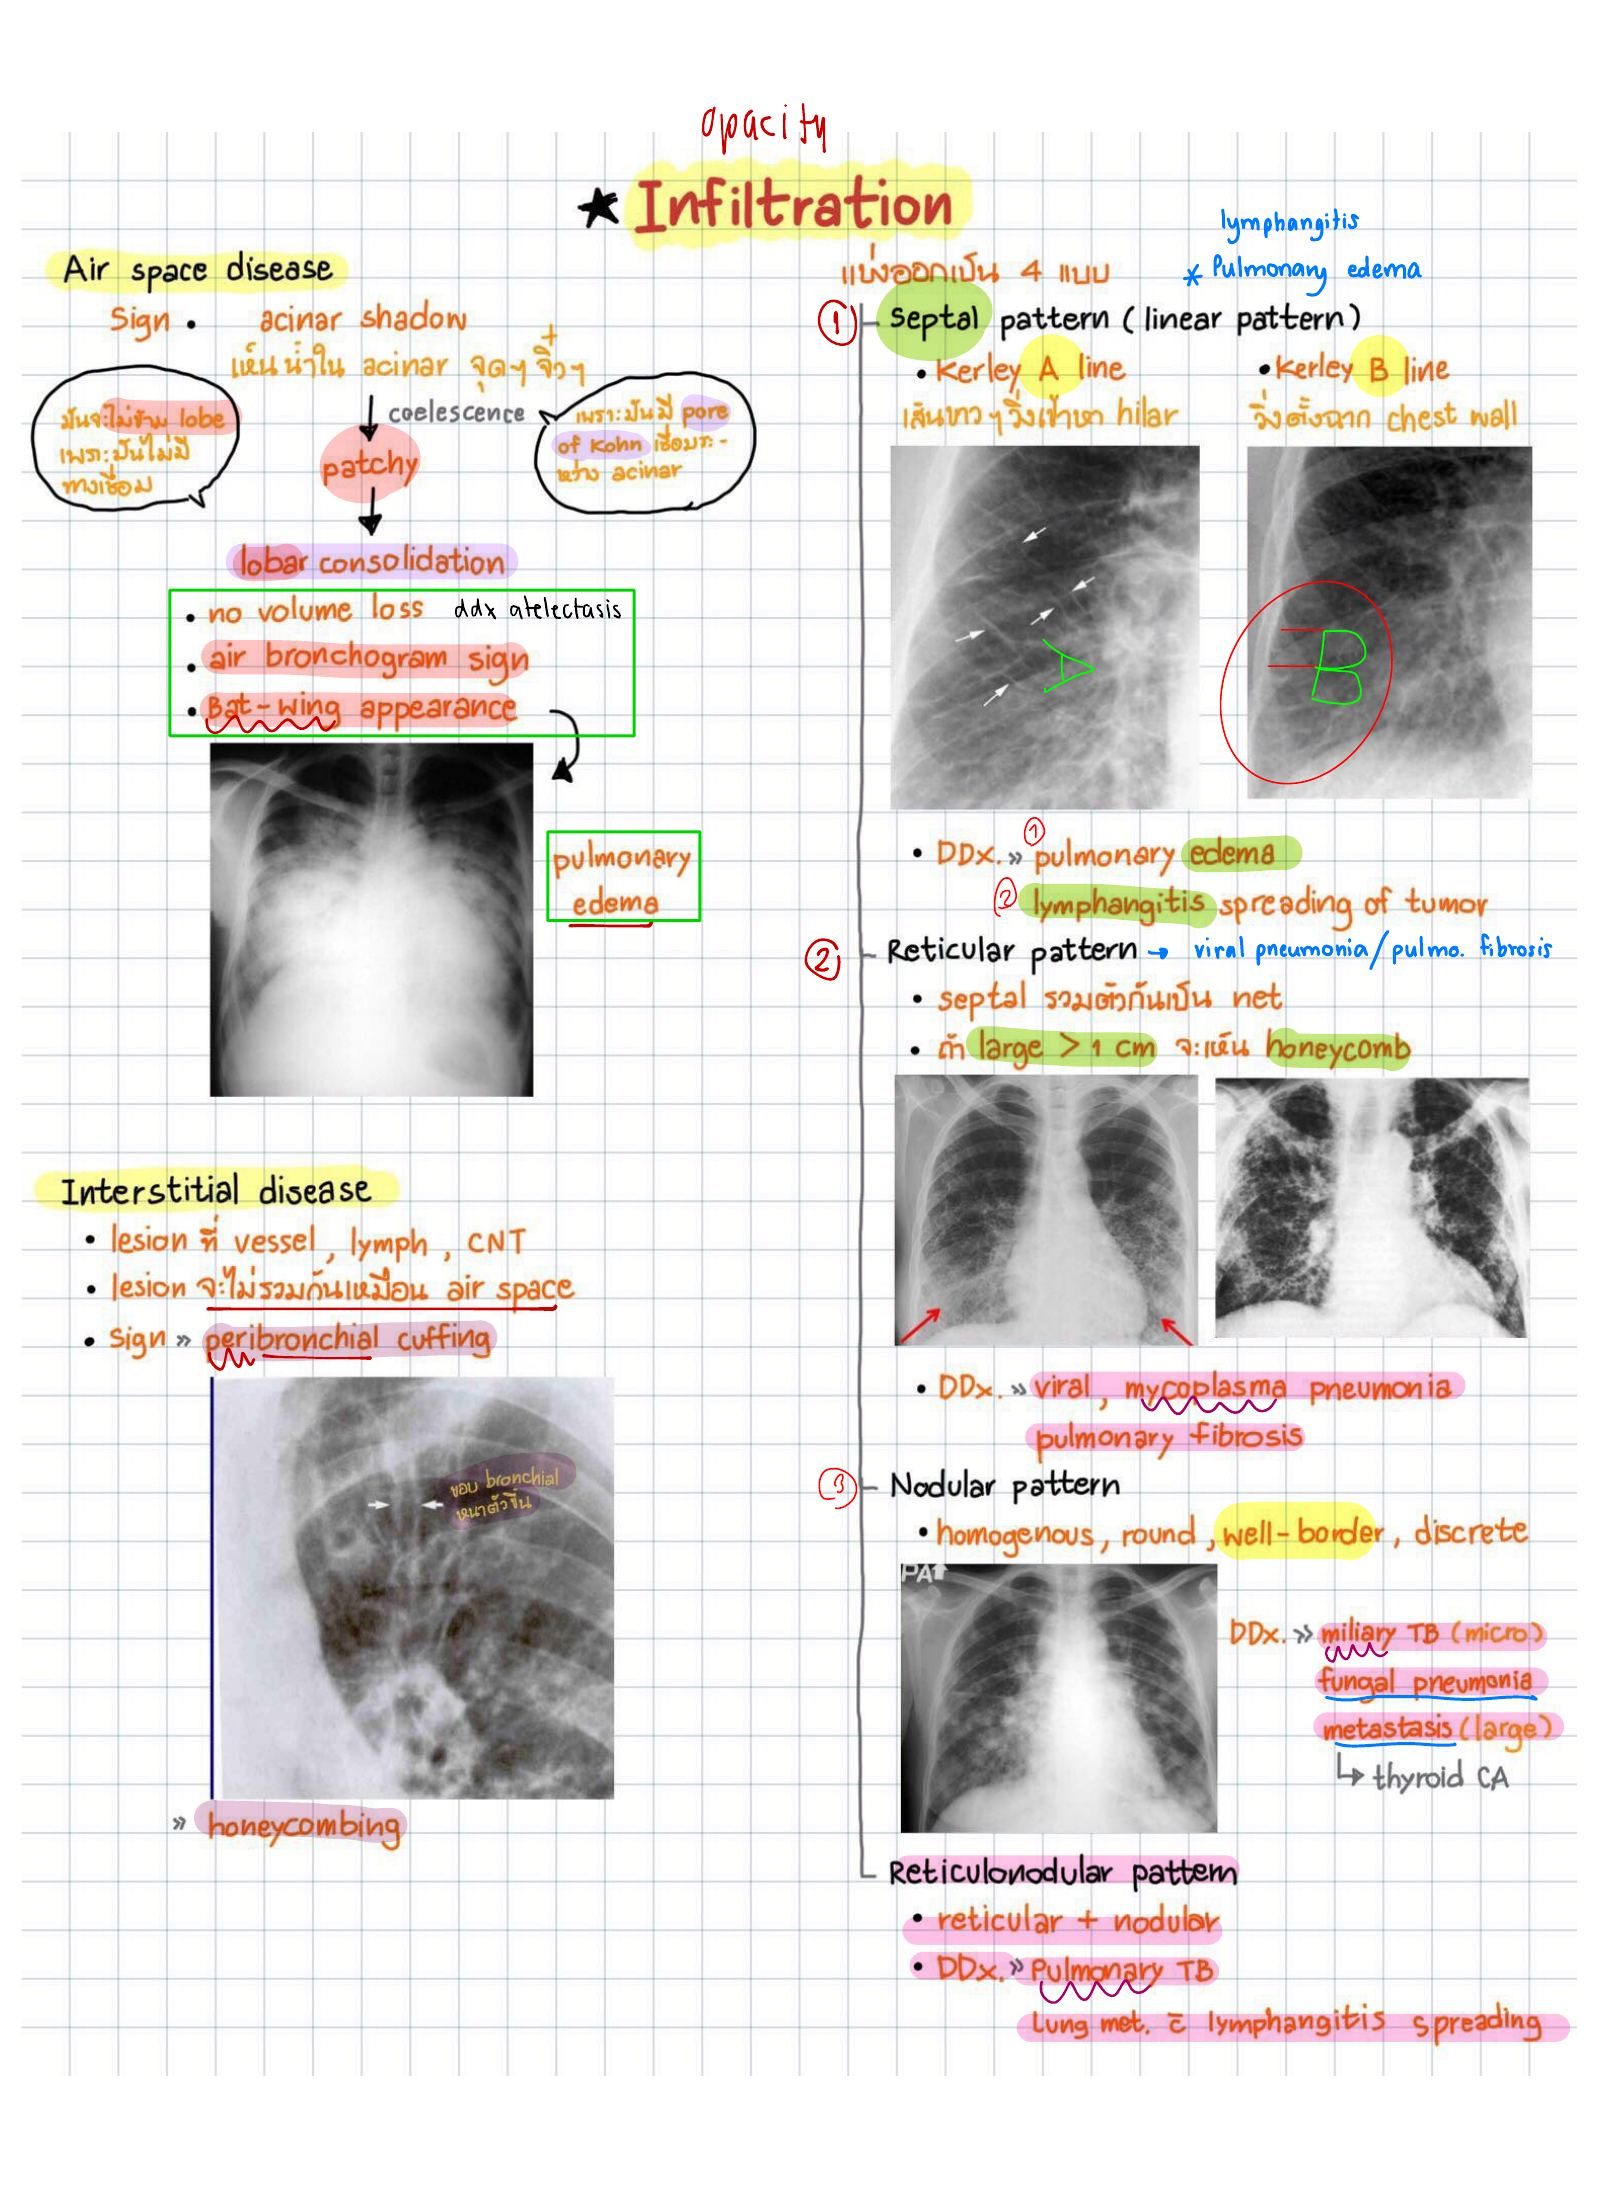 opacity
★ Infiltration
Air space disease
Sign • acinar shadow
เห็นน้ำใน acinar จุดๆ จิ๋วๆ
+
coelescence
มันจะไม่ข้าม lobe
เพราะมันไม่มี
ทางเชื่อม
เพราะมันมี pore
of Kohn เชื่อมระ-
หว่าง acinar
patchy
lobar consolidation
• no volume loss ddx atelectasis
• air bronchogram sign
• Bat-wing appearance
pulmonary
edema
Interstitial disease
• lesion ที่ vessel, lymph, CNT
• lesion จะไม่รวมกันเหมือน air space
• Sign » peribronchial cuffing
ขอบ bronchial
หนาตัวขึ้น
» honeycombing
lymphangitis
* Pulmonary edema
แบ่งออกเป็น 4 แบบ
① Septal pattern (linear pattern)
• Kerley A line
เส้นยาวๆวิ่งเข้าหา hilar
• Kerley B line
วิ่งตั้งฉาก chest wall
A
B
• DDx. » ① pulmonary edema
② lymphangitis spreading of tumor
② Reticular pattern → viral pneumonia/pulmo. fibrosis
• septal รวมตัวกันเป็น net
• ถ้า large > 1 cm จะเห็น honeycomb
• DDx. » viral, mycoplasma pneumonia
pulmonary fibrosis
③ Nodular pattern
• homogenous, round, well-border, discrete
PA
DDx. » miliary TB (micro)
fungal pneumonia
metastasis (large)
↳ thyroid CA
Reticulonodular pattern
• reticular + nodular
• DDx. » Pulmonary TB
Lung met. c̄ lymphangitis spreading